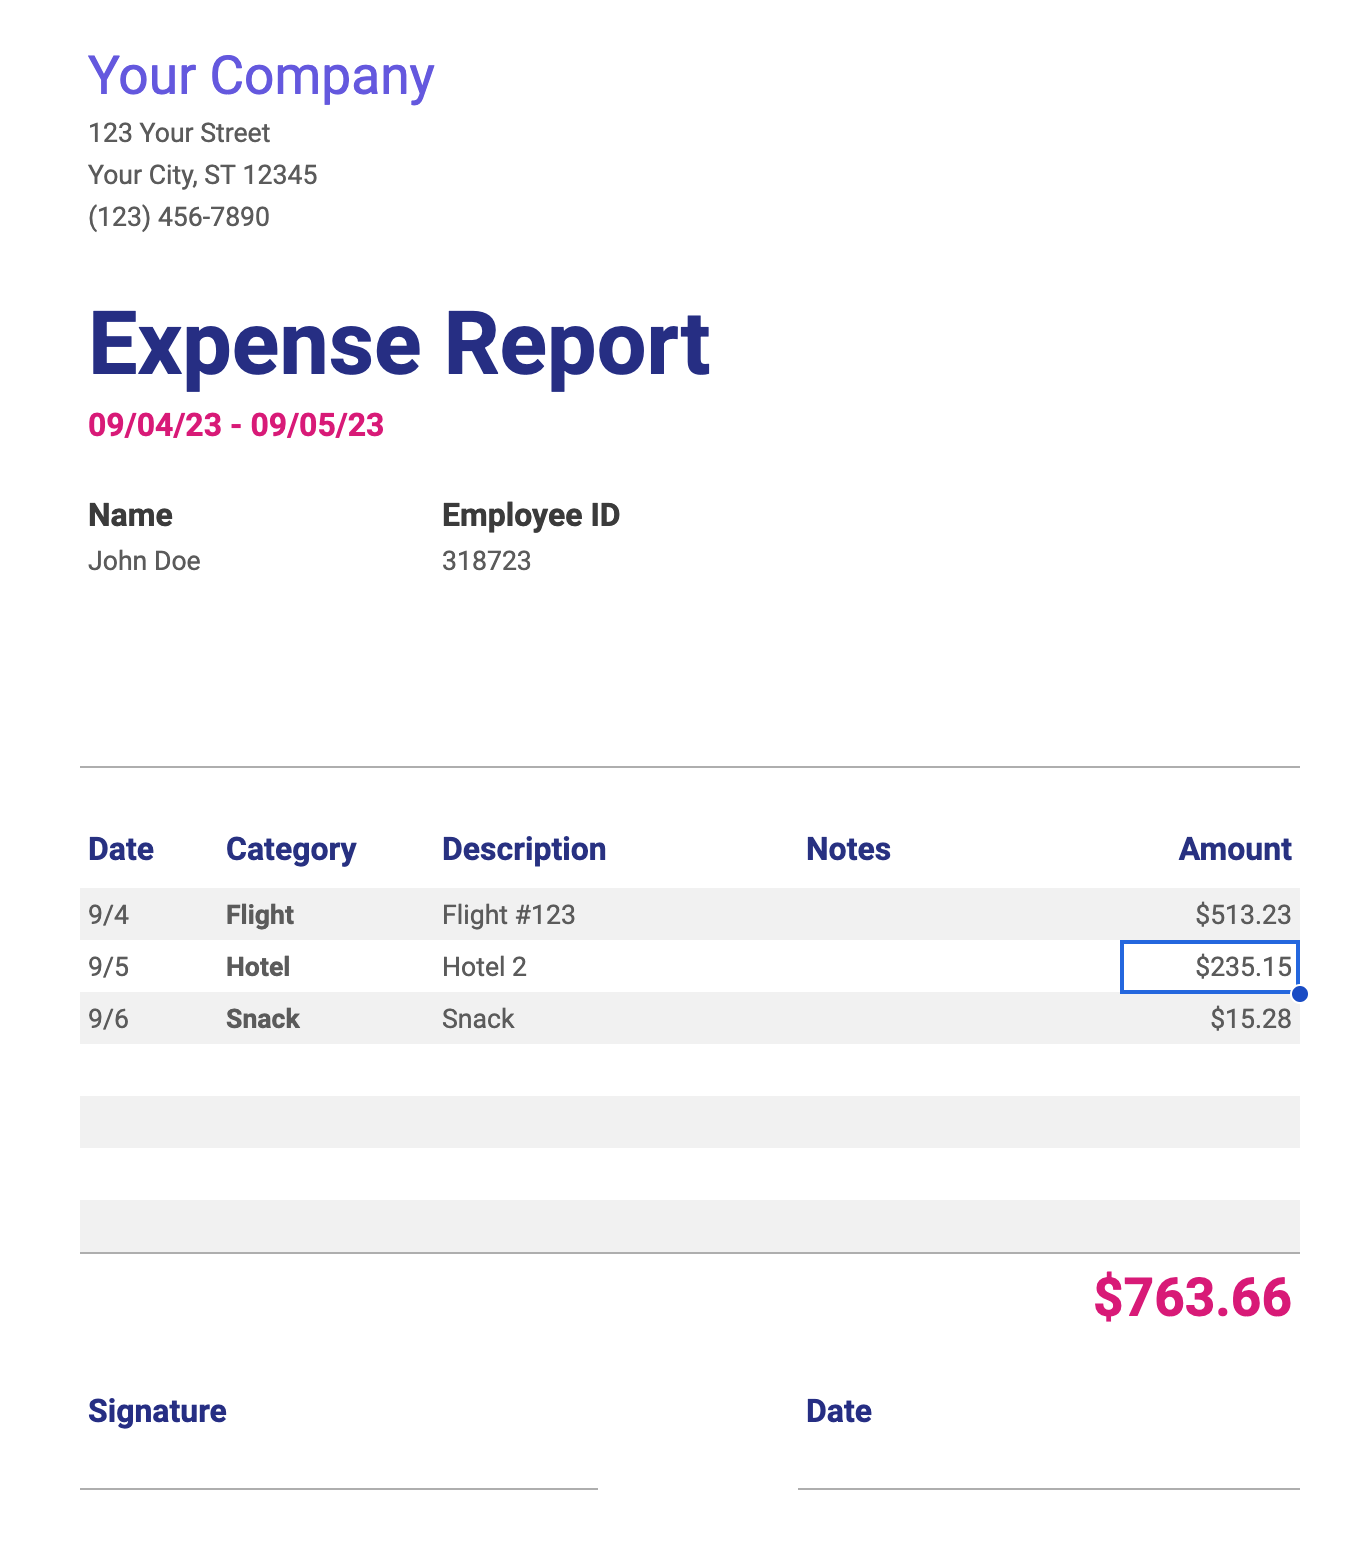 Your Company
123 Your Street
Your City, ST 12345
(123) 456-7890
Expense Report
09/04/23 - 09/05/23
Name Employee ID
John Doe 318723
Date Category Description Notes Amount
9/4 Flight Flight #123 $513.23
9/5 Hotel Hotel 2 $235.15
9/6 Snack Snack $15.28
$763.66
Signature Date